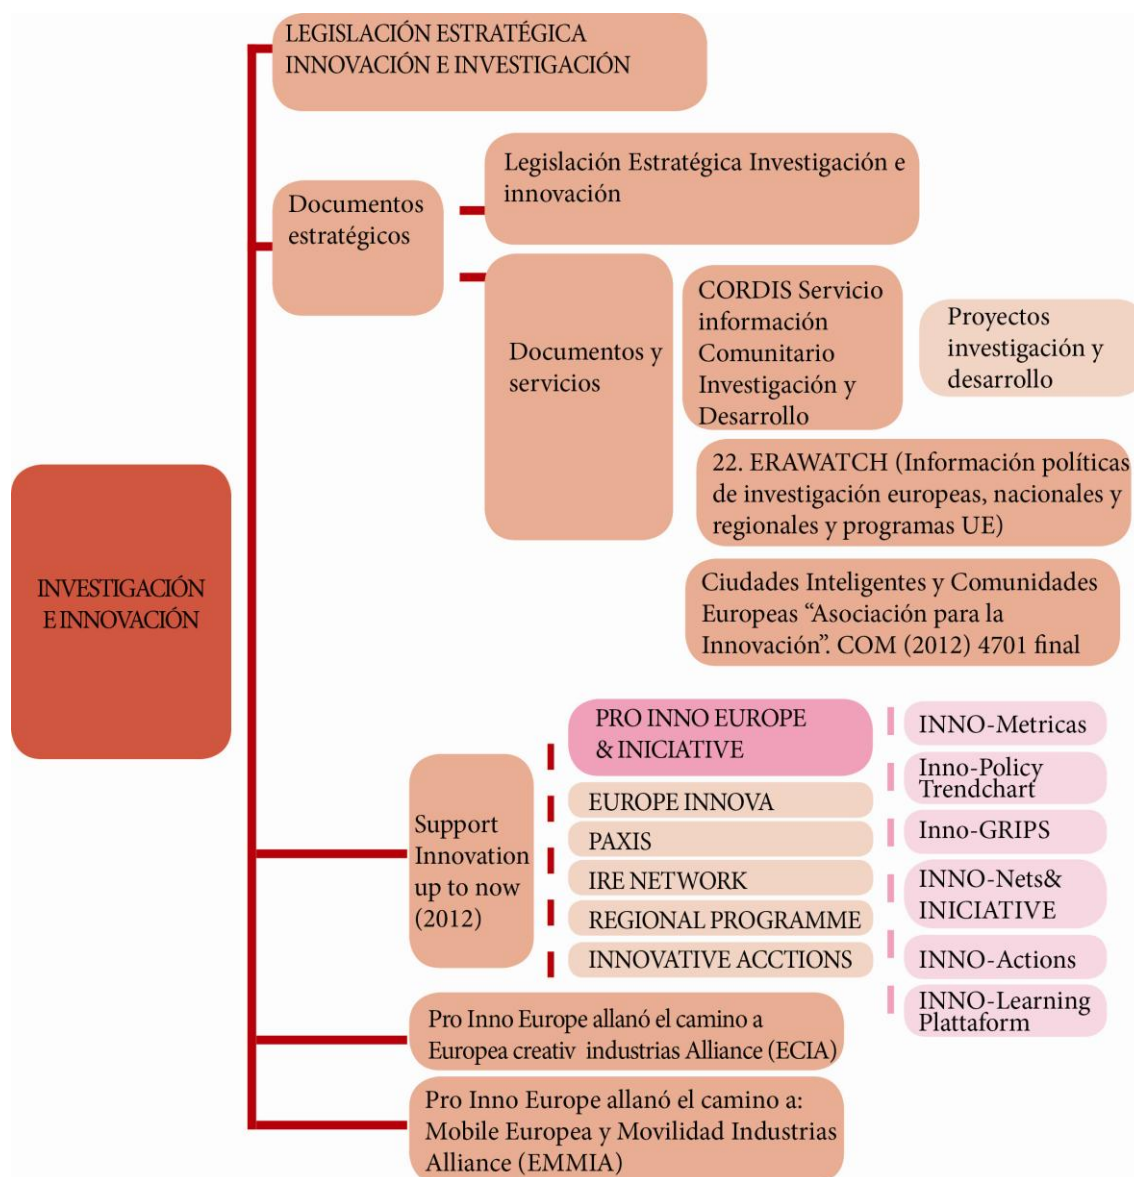 LEGISLACIÓN ESTRATÉGICA
INNOVACIÓN E INVESTIGACIÓN
Documentos
estratégicos
Legislación Estratégica Investigación e
innovación
Documentos y
servicios
CORDIS Servicio
información
Comunitario
Investigación y
Desarrollo
Proyectos
investigación y
desarrollo
22. ERAWATCH (Información políticas
de investigación europeas, nacionales y
regionales y programas UE)
Ciudades Inteligentes y Comunidades
Europeas “Asociación para la
Innovación”. COM (2012) 4701 final
INVESTIGACIÓN
E INNOVACIÓN
Support
Innovation
up to now
(2012)
PRO INNO EUROPE
& INICIATIVE
EUROPE INNOVA
PAXIS
IRE NETWORK
REGIONAL PROGRAMME
INNOVATIVE ACCTIONS
INNO-Metricas
Inno-Policy
Trendchart
Inno-GRIPS
INNO-Nets&
INICIATIVE
INNO-Actions
INNO-Learning
Plattaform
Pro Inno Europe allanó el camino a
Europea creativ industrias Alliance (ECIA)
Pro Inno Europe allanó el camino a:
Mobile Europea y Movilidad Industrias
Alliance (EMMIA)